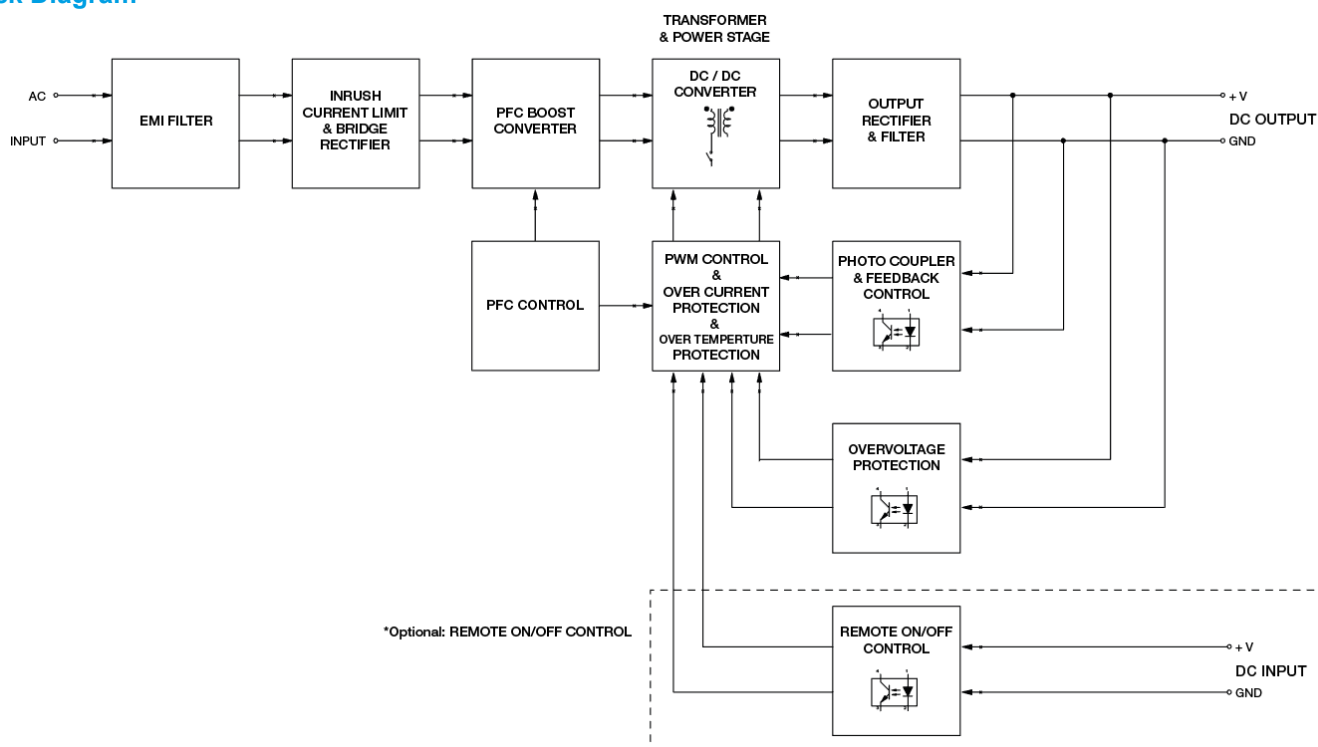 Diagram
TRANSFORMER
& POWER STAGE
AC
INPUT
EMI FILTER
INRUSH
CURRENT LIMIT
& BRIDGE
RECTIFIER
PFC BOOST
CONVERTER
DC / DC
CONVERTER
OUTPUT
RECTIFIER
& FILTER
+ V
DC OUTPUT
GND
PFC CONTROL
PWM CONTROL
&
OVER CURRENT
PROTECTION
&
OVER TEMPERTURE
PROTECTION
PHOTO COUPLER
& FEEDBACK
CONTROL
OVERVOLTAGE
PROTECTION
*Optional: REMOTE ON/OFF CONTROL
REMOTE ON/OFF
CONTROL
+ V
DC INPUT
GND